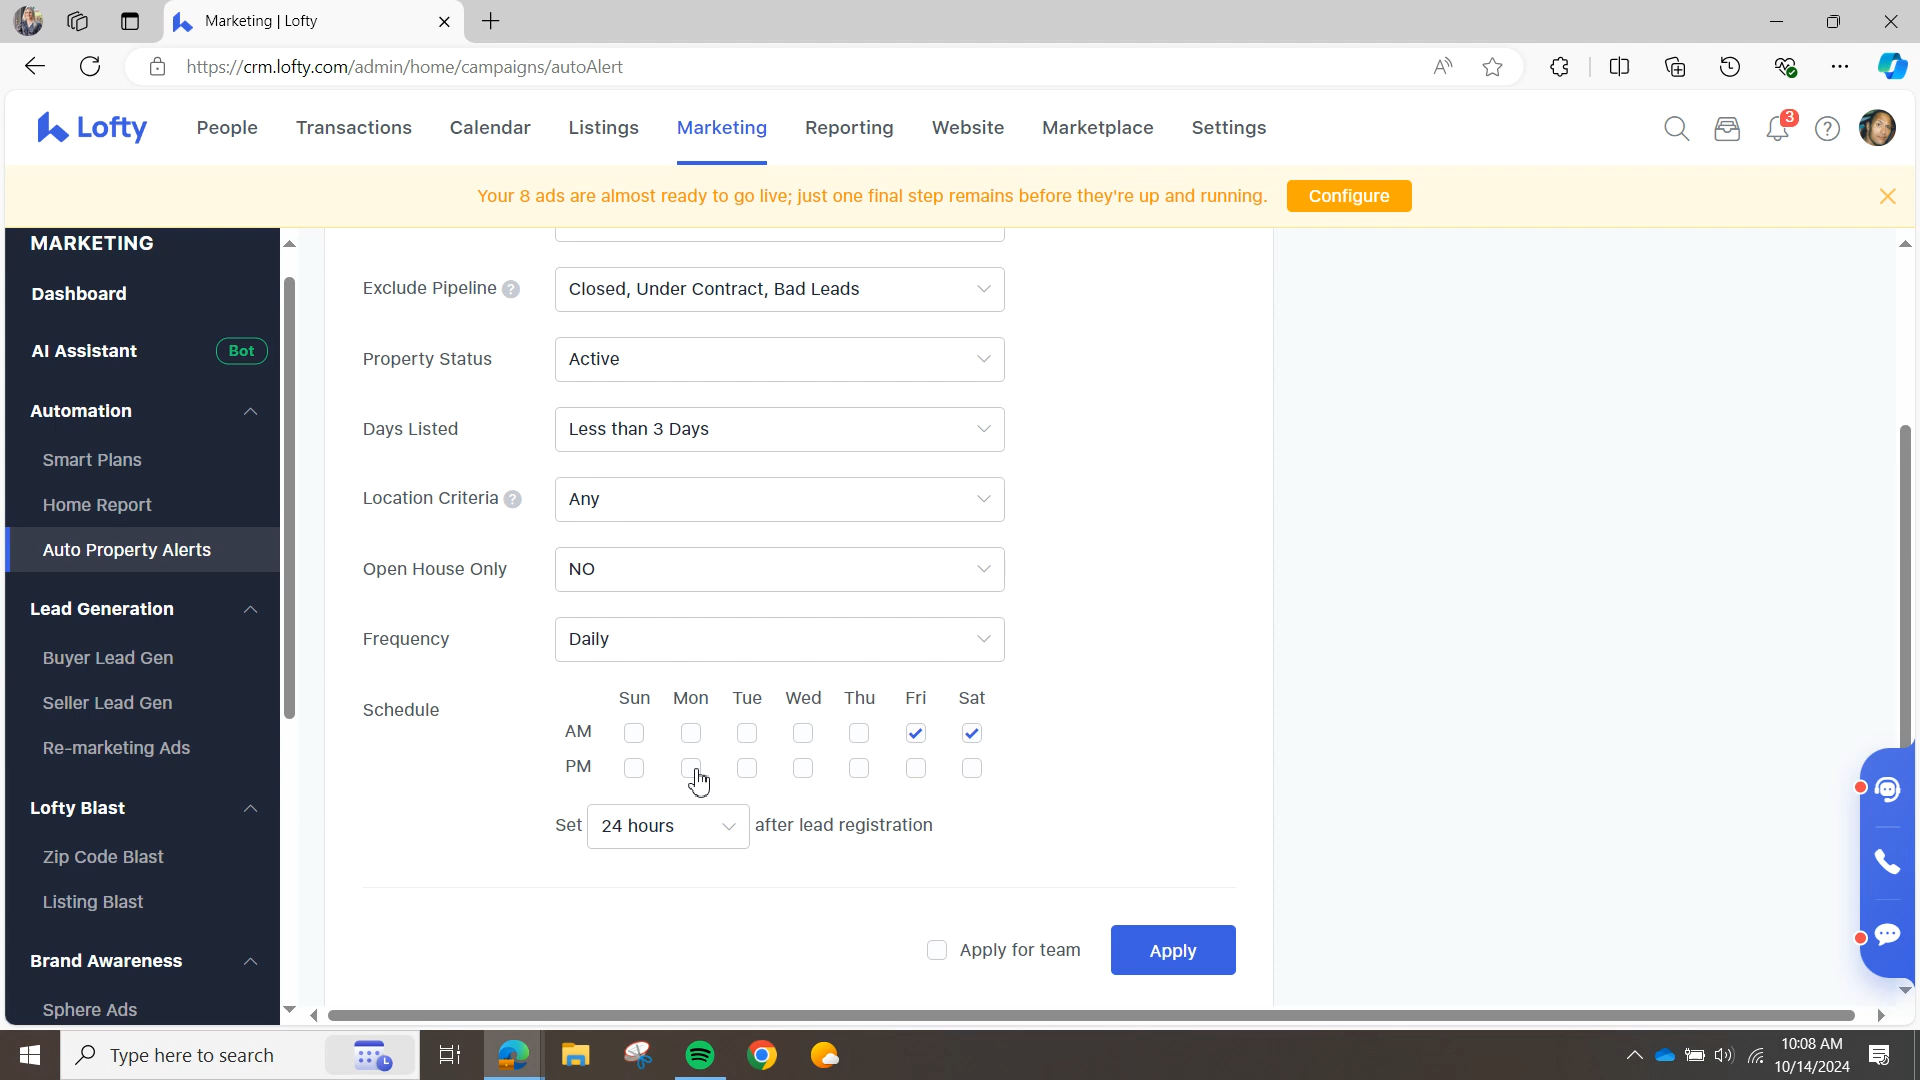 Marketing | Lofty
https://crm.lofty.com/admin/home/campaigns/autoAlert
Lofty People Transactions Calendar Listings Marketing Reporting Website Marketplace Settings 3
Your 8 ads are almost ready to go live; just one final step remains before they're up and running. Configure
MARKETING
Dashboard
AI Assistant Bot
Automation
Smart Plans
Home Report
Auto Property Alerts
Lead Generation
Buyer Lead Gen
Seller Lead Gen
Re-marketing Ads
Lofty Blast
Zip Code Blast
Listing Blast
Brand Awareness
Sphere Ads
Exclude Pipeline ? Closed, Under Contract, Bad Leads
Property Status Active
Days Listed Less than 3 Days
Location Criteria ? Any
Open House Only NO
Frequency Daily
Schedule
Sun Mon Tue Wed Thu Fri Sat
AM
PM
Set 24 hours after lead registration
Apply for team Apply
Type here to search
10:08 AM
10/14/2024